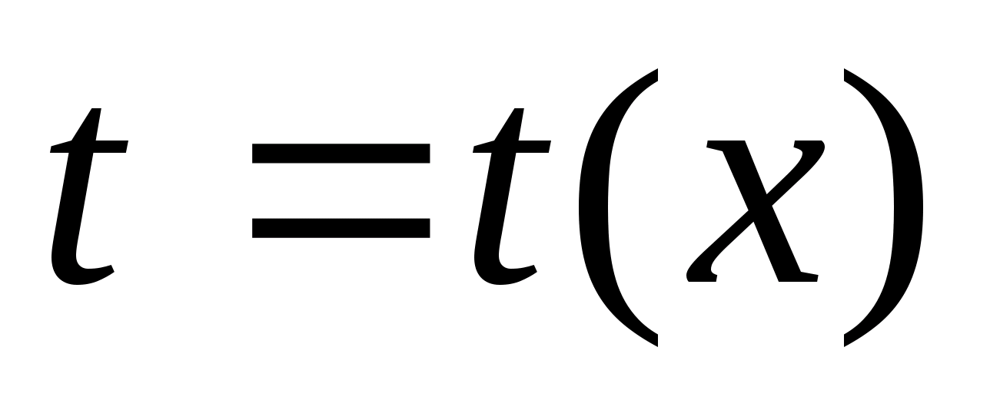 t = t(x)